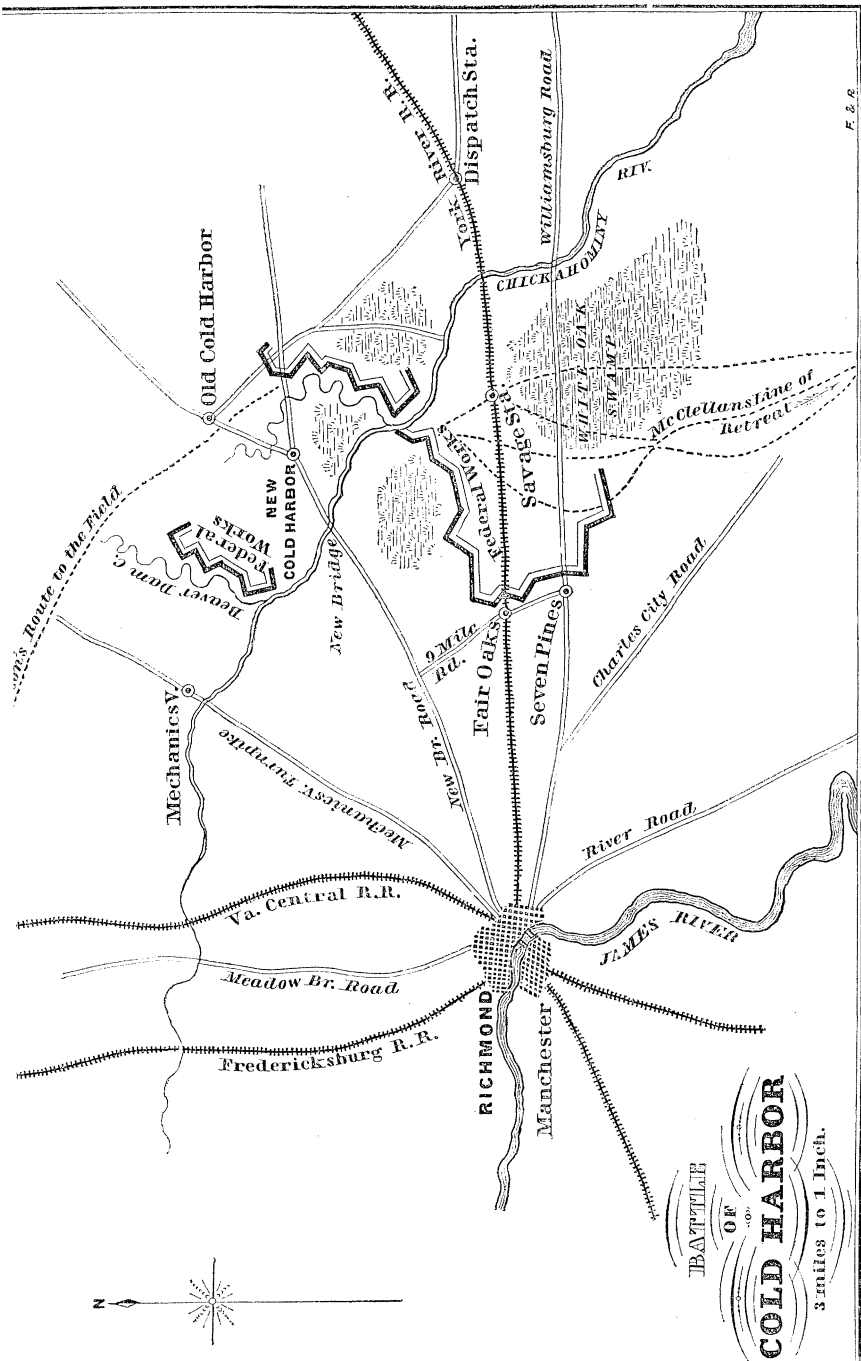 BATTLE
OF
COLD HARBOR
3 miles to 1 Inch.
N
Fredericksburg R.R.
Meadow Br. Road
Va. Central R.R.
RICHMOND
Manchester
JAMES RIVER
River Road
Mechanicsv. Turnpike
Mechanicsv.
New Br. Road
9 Mile
Rd.
Fair Oaks
Seven Pines
Charles City Road
Beaver Dam C.
Federal
Works
New Bridge
NEW
COLD HARBOR
Old Cold Harbor
son's Route to the Field
Federal Works
Savage Sta.
WHITE OAK
SWAMP
McClellans line of
Retreat
CHICKAHOMINY
RIV.
York River R. R.
Dispatch Sta.
Williamsburg Road
F. & R.